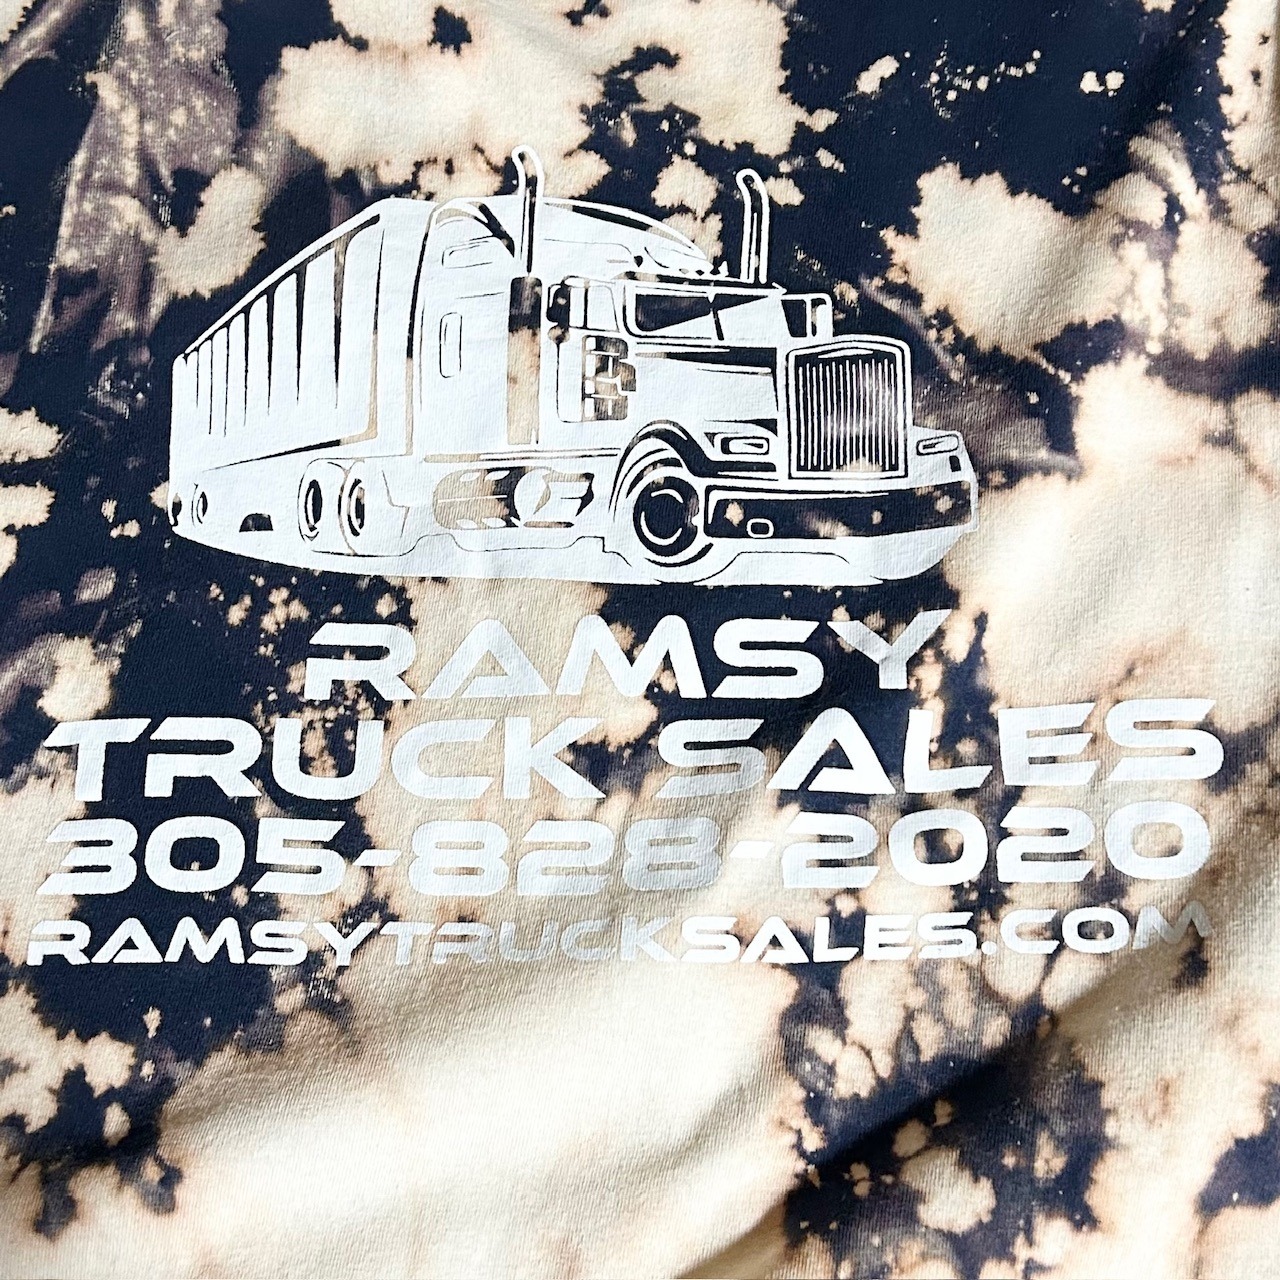 RAMSY
TRUCK SALES
305-828-2020
RAMSYTRUCKSALES.COM